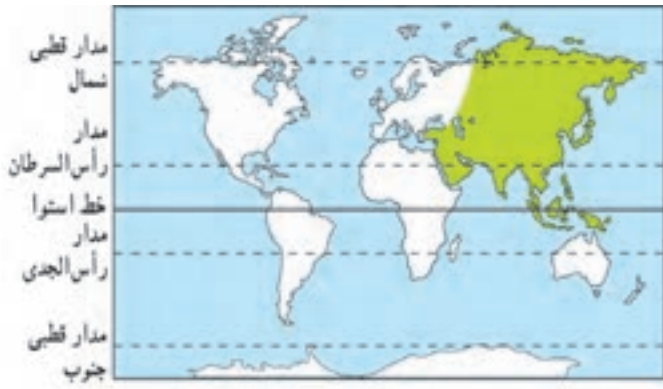 مدار قطبی
شمال
مدار
رأس‌السرطان
خط استوا
مدار
رأس‌الجدی
مدار قطبی
جنوب